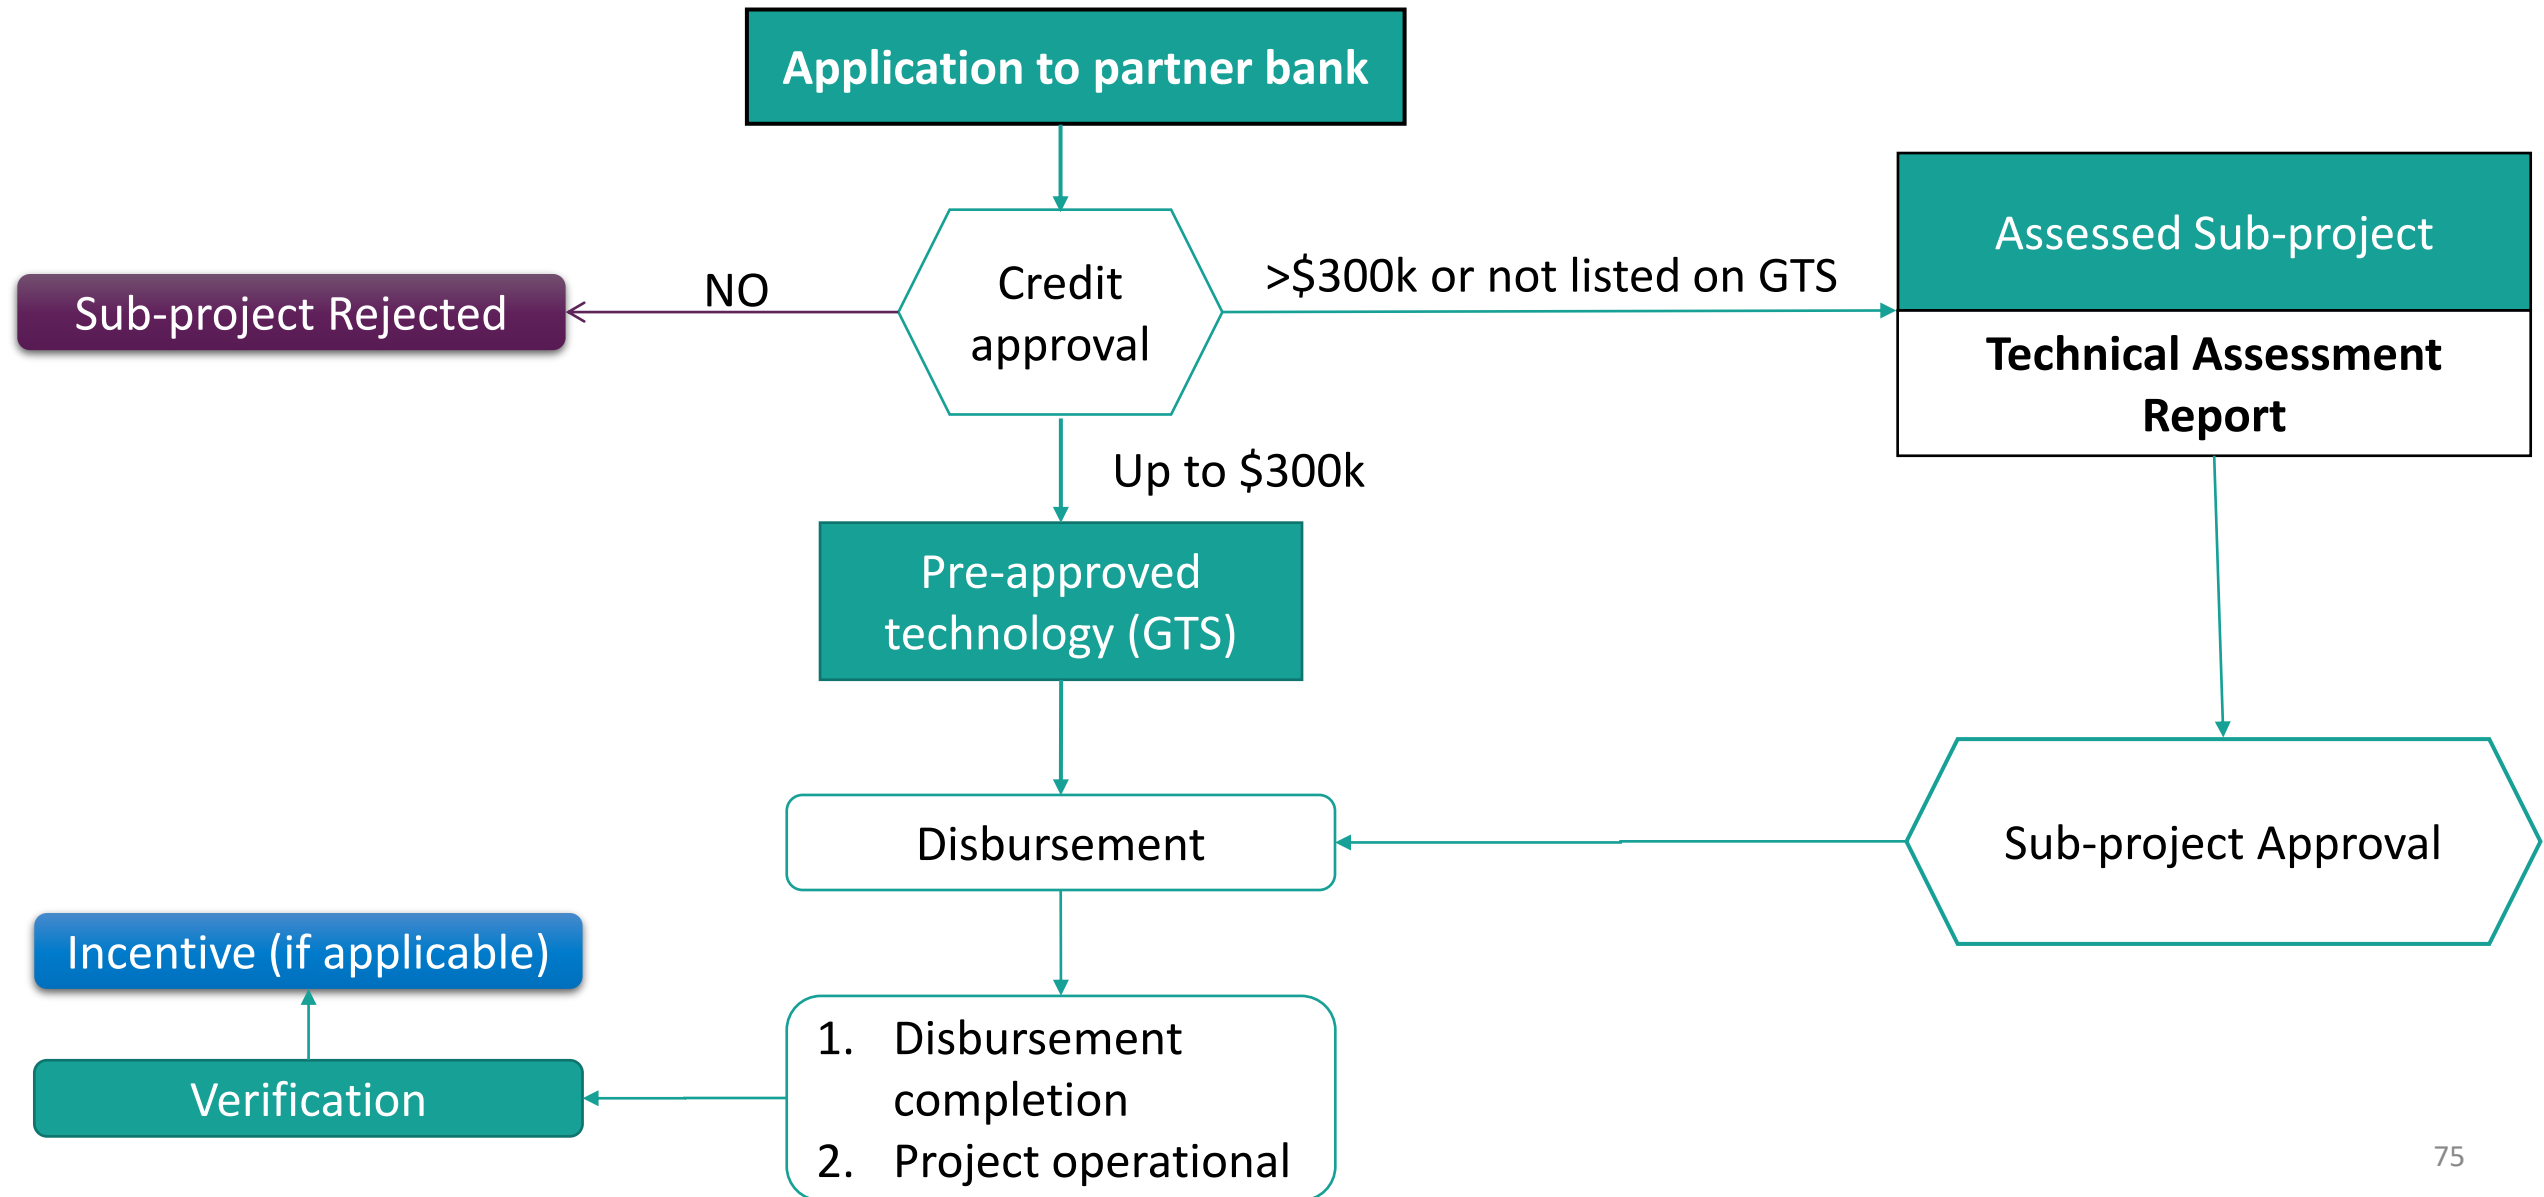 Application to partner bank
Credit
approval
NO
Sub-project Rejected
>$300k or not listed on GTS
Assessed Sub-project
Technical Assessment
Report
Up to $300k
Pre-approved
technology (GTS)
Disbursement
Sub-project Approval
1. Disbursement
completion
2. Project operational
Verification
Incentive (if applicable)
75